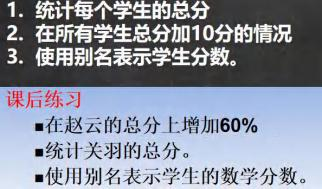 1. 统计每个学生的总分
2. 在所有学生总分加10分的情况
3. 使用别名表示学生分数。
课后练习
■在赵云的总分上增加60%
■统计关羽的总分。
■使用别名表示学生的数学分数。